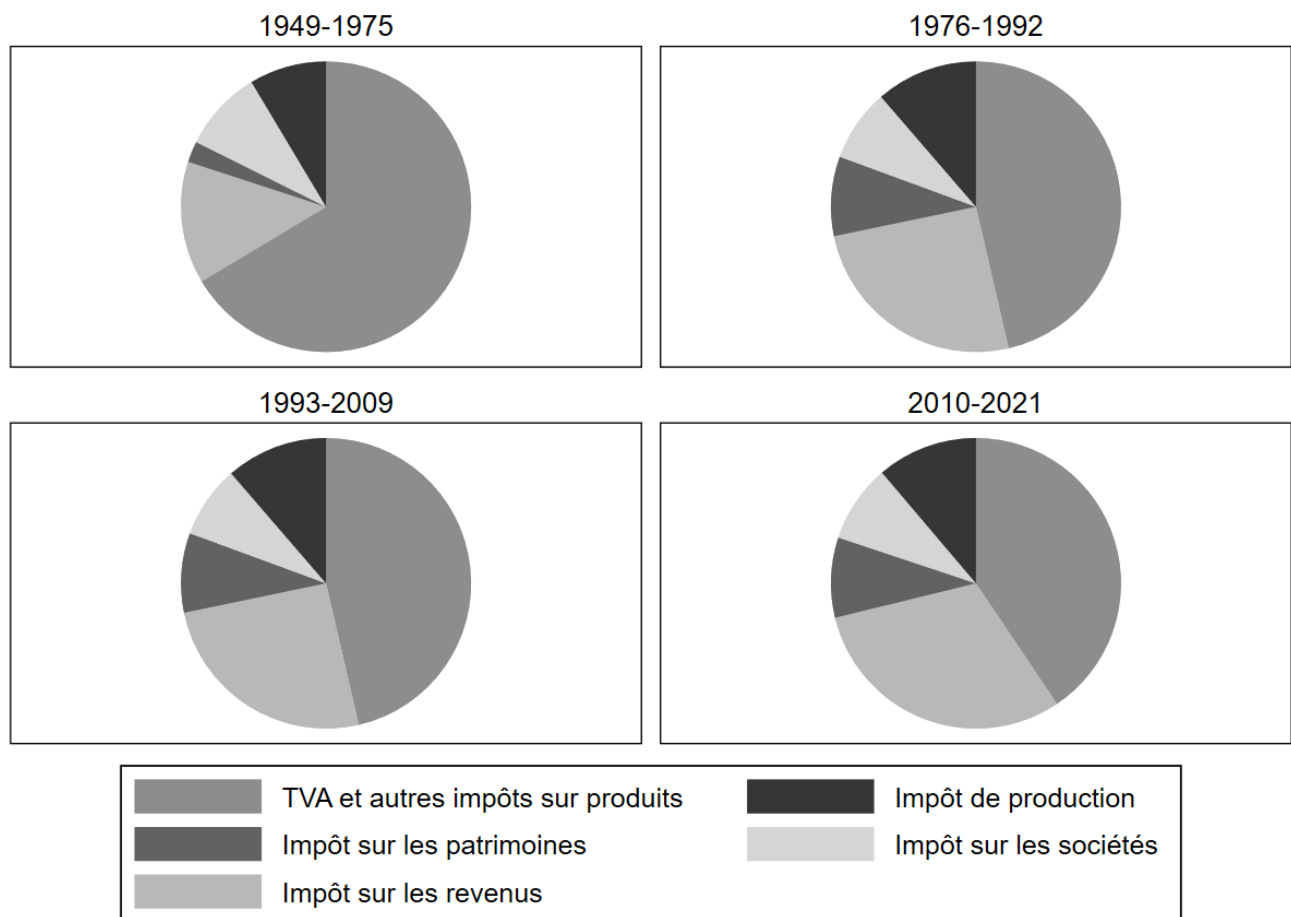 1949-1975
1976-1992
1993-2009
2010-2021
TVA et autres impôts sur produits
Impôt de production
Impôt sur les patrimoines
Impôt sur les sociétés
Impôt sur les revenus